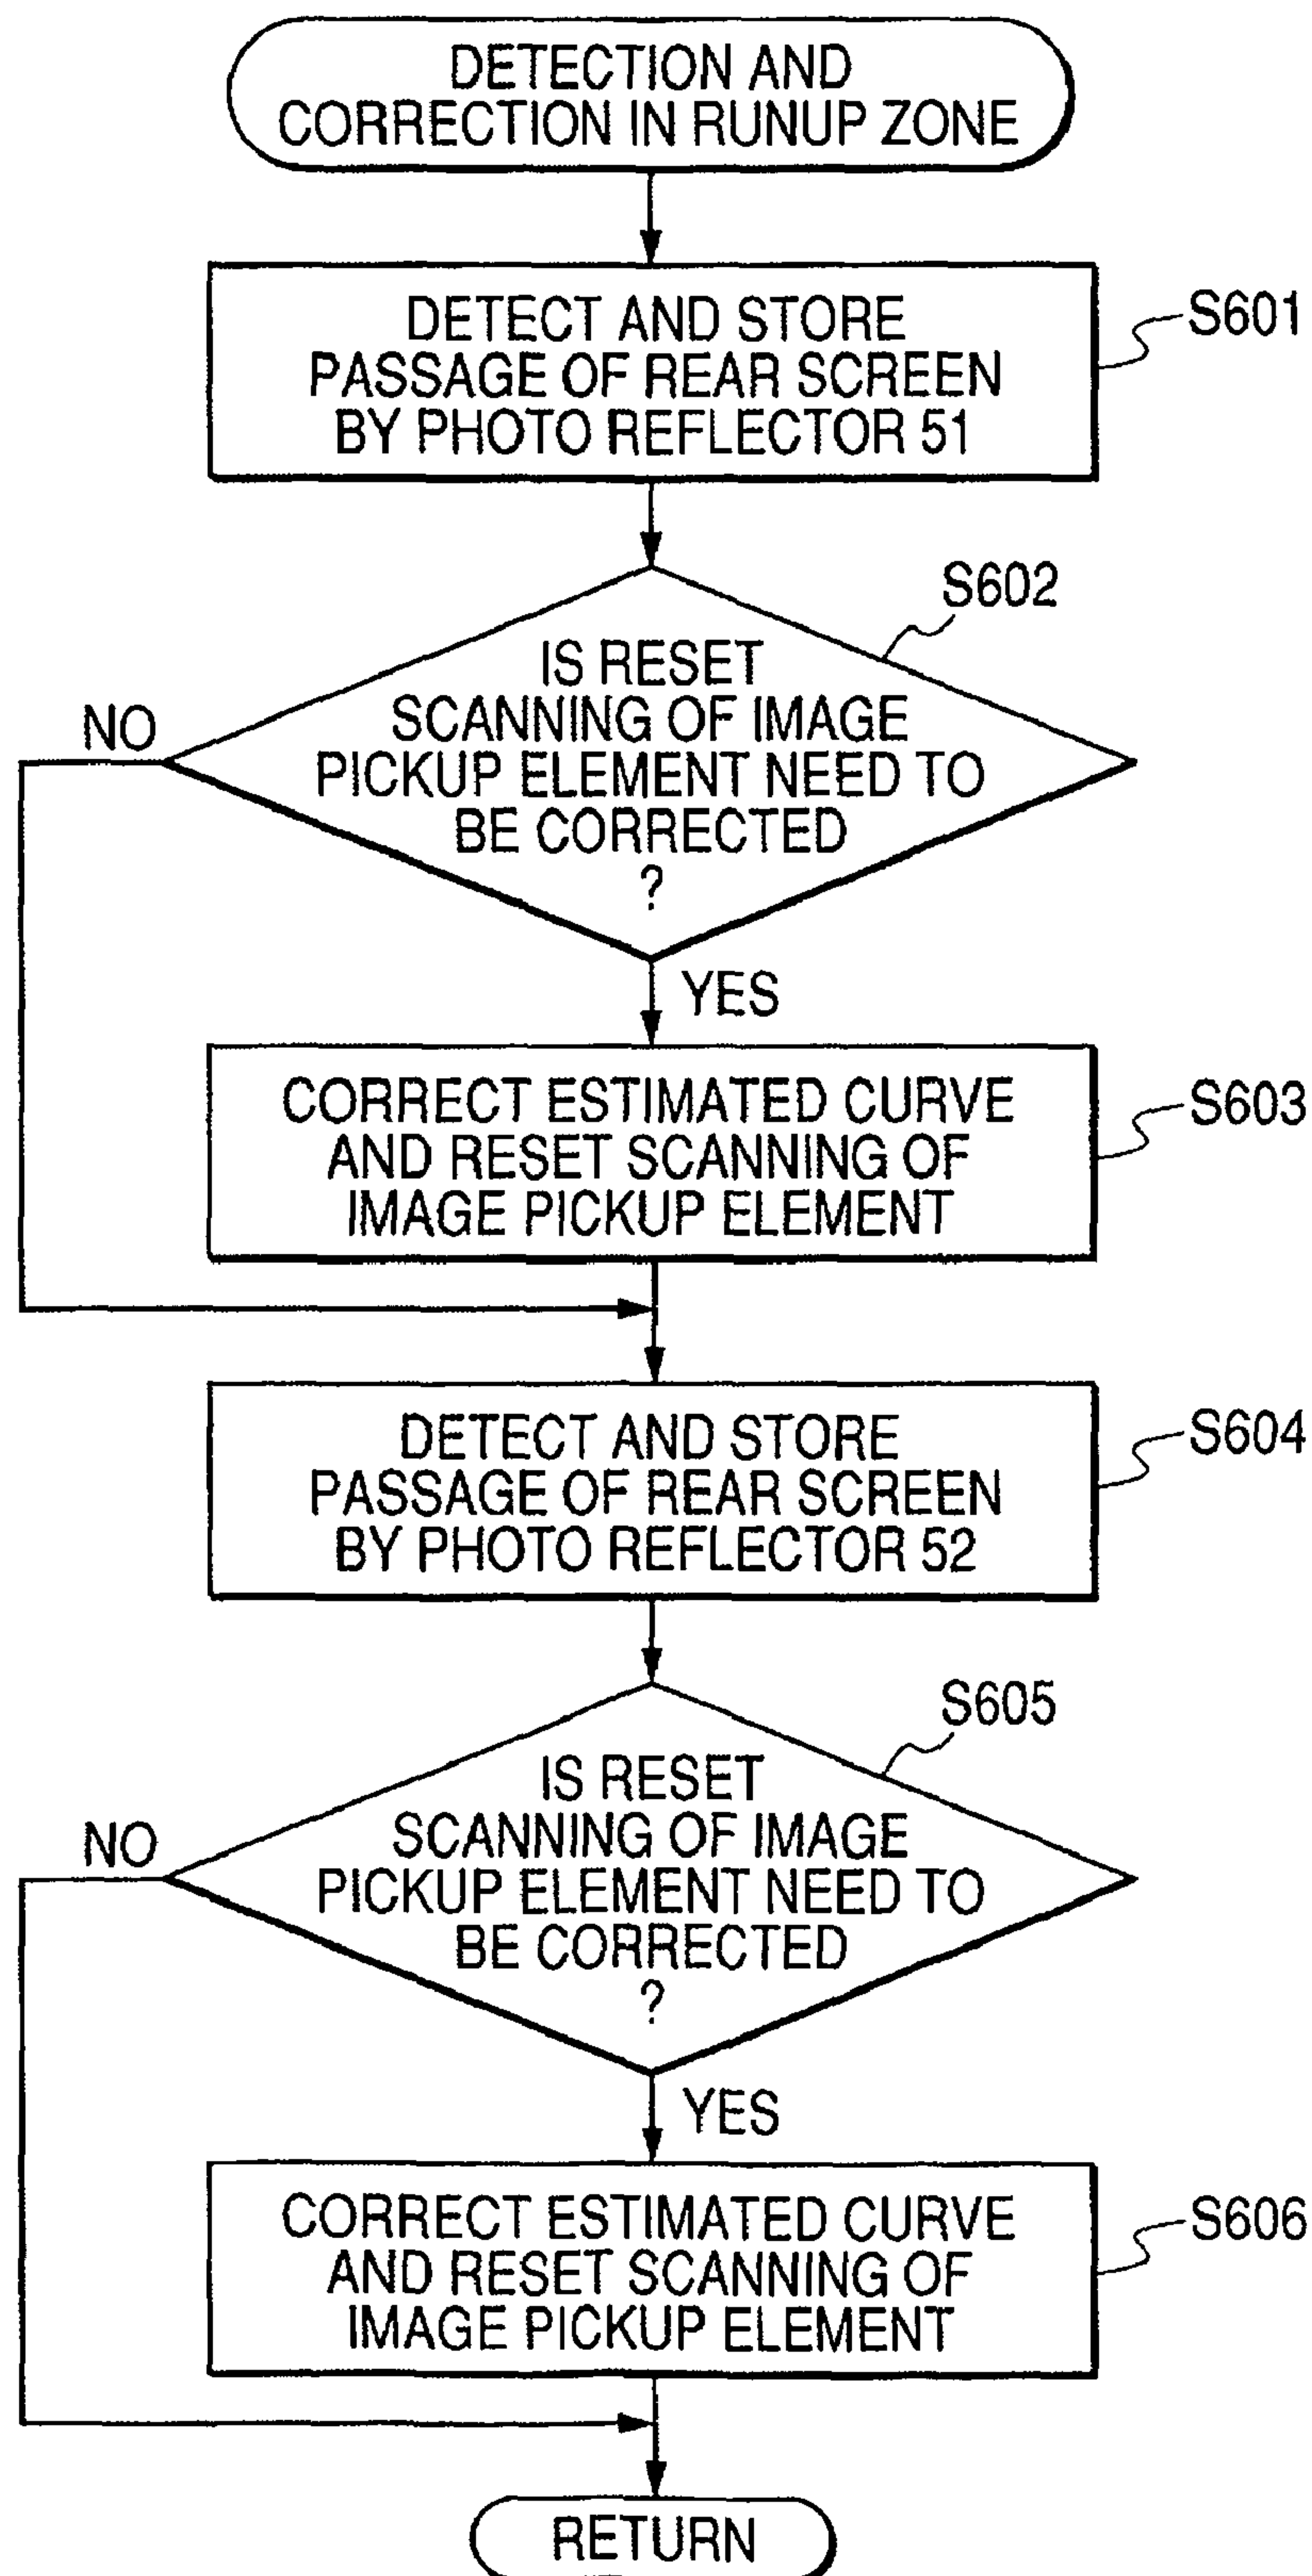 DETECTION AND
CORRECTION IN RUNUP ZONE
DETECT AND STORE
PASSAGE OF REAR SCREEN
BY PHOTO REFLECTOR 51
S601
S602
IS RESET
SCANNING OF IMAGE
PICKUP ELEMENT NEED TO
BE CORRECTED
?
NO
YES
CORRECT ESTIMATED CURVE
AND RESET SCANNING OF
IMAGE PICKUP ELEMENT
S603
DETECT AND STORE
PASSAGE OF REAR SCREEN
BY PHOTO REFLECTOR 52
S604
S605
IS RESET
SCANNING OF IMAGE
PICKUP ELEMENT NEED TO
BE CORRECTED
?
NO
YES
CORRECT ESTIMATED CURVE
AND RESET SCANNING OF
IMAGE PICKUP ELEMENT
S606
RETURN